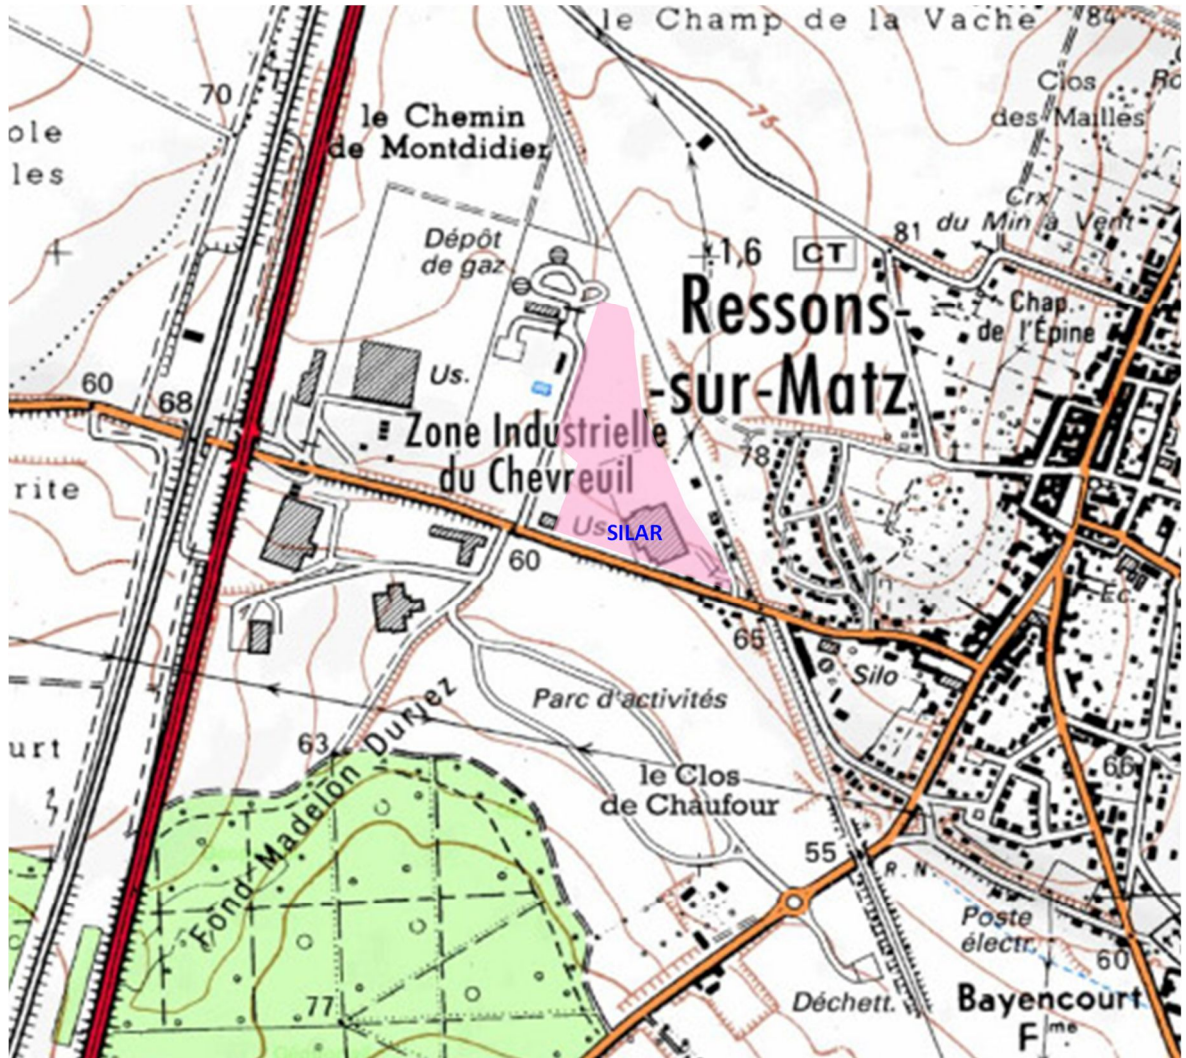 le Champ de la Vache
84
70
75
Clos
des Mailles
ole
les
le Chemin
de Montdidier
Crx
du Min à Vent
81
Dépôt
de gaz
1,6
CT
Ressons-
-sur-Matz
Chap.
de l'Épine
Us.
60
68
Zone Industrielle
du Chevreuil
78
rite
Us
SILAR
60
Ec.
65
Silo
Parc d'activités
Fond Madelon Duriez
63
urt
le Clos
de Chaufour
66
55
R. N.
Poste
électr.
60
77
Déchett.
Bayencourt
Fme